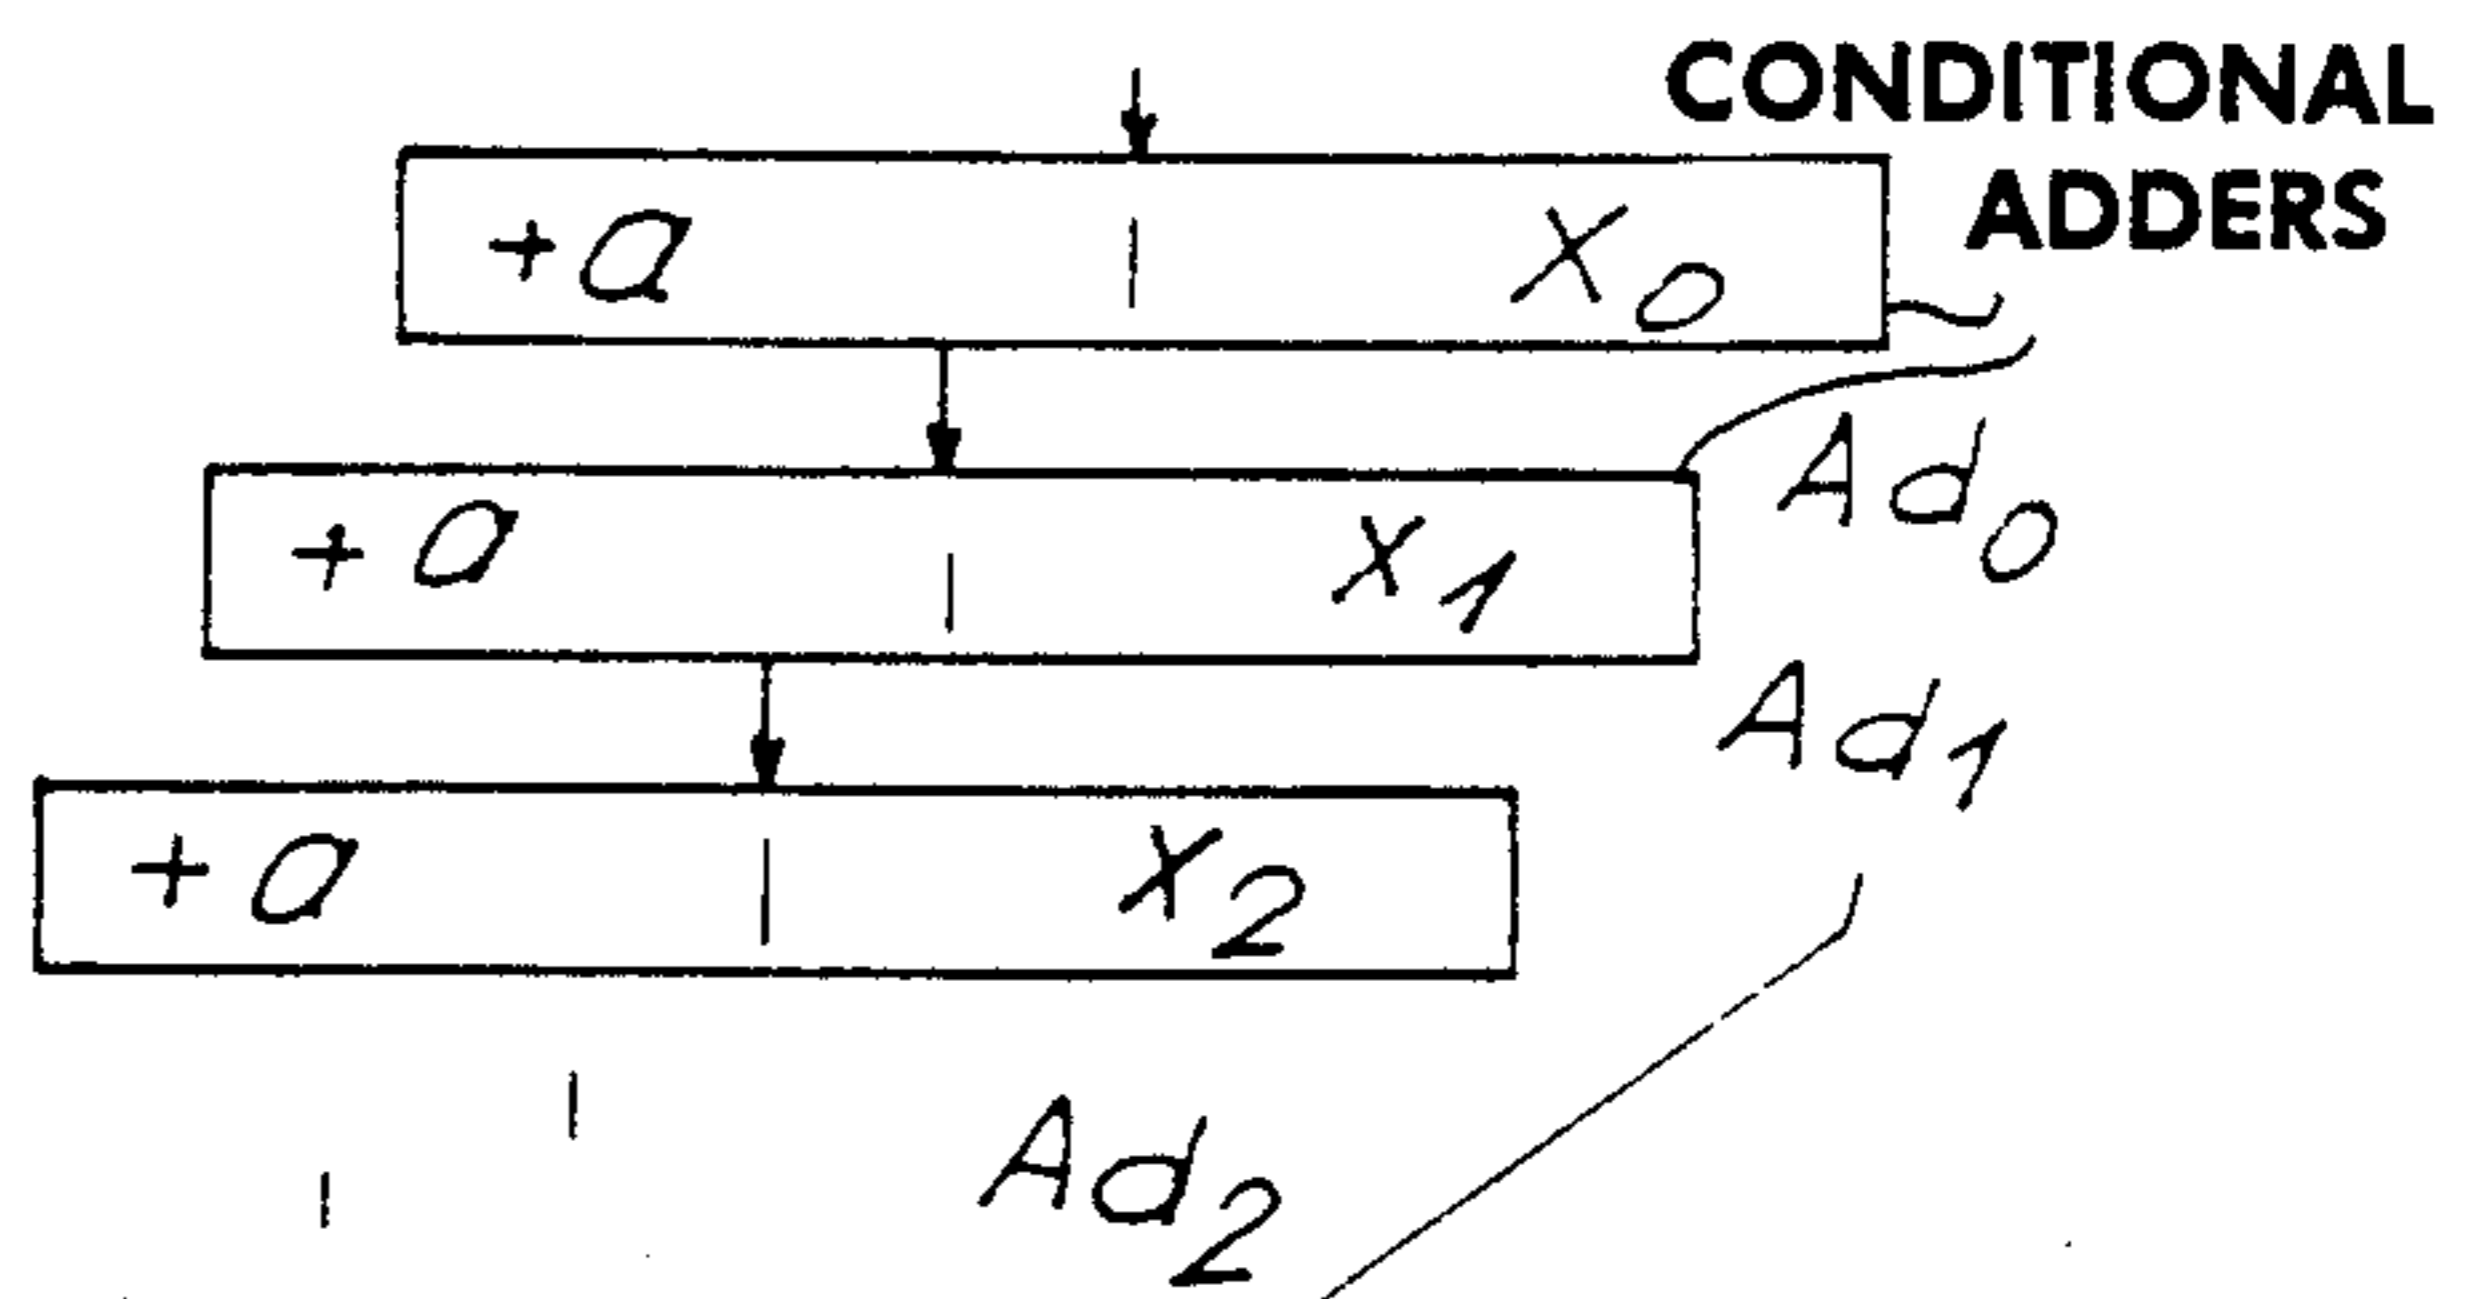 CONDITIONAL
ADDERS
+a | X0
Ad0
+a | X1
Ad1
+a | X2
Ad2